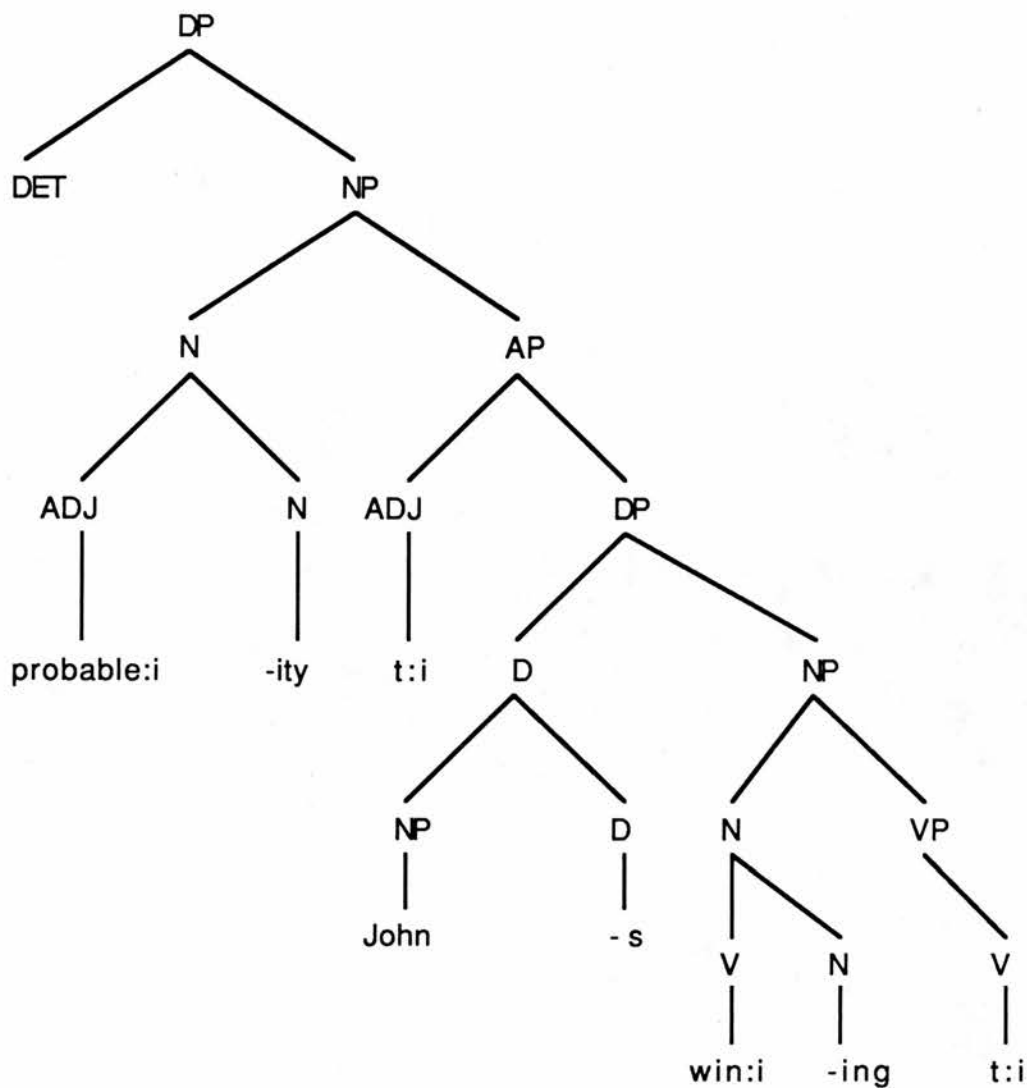 DP
DET NP
N AP
ADJ N ADJ DP
probable:i -ity t:i D NP
NP D N VP
John -s V N V
win:i -ing t:i